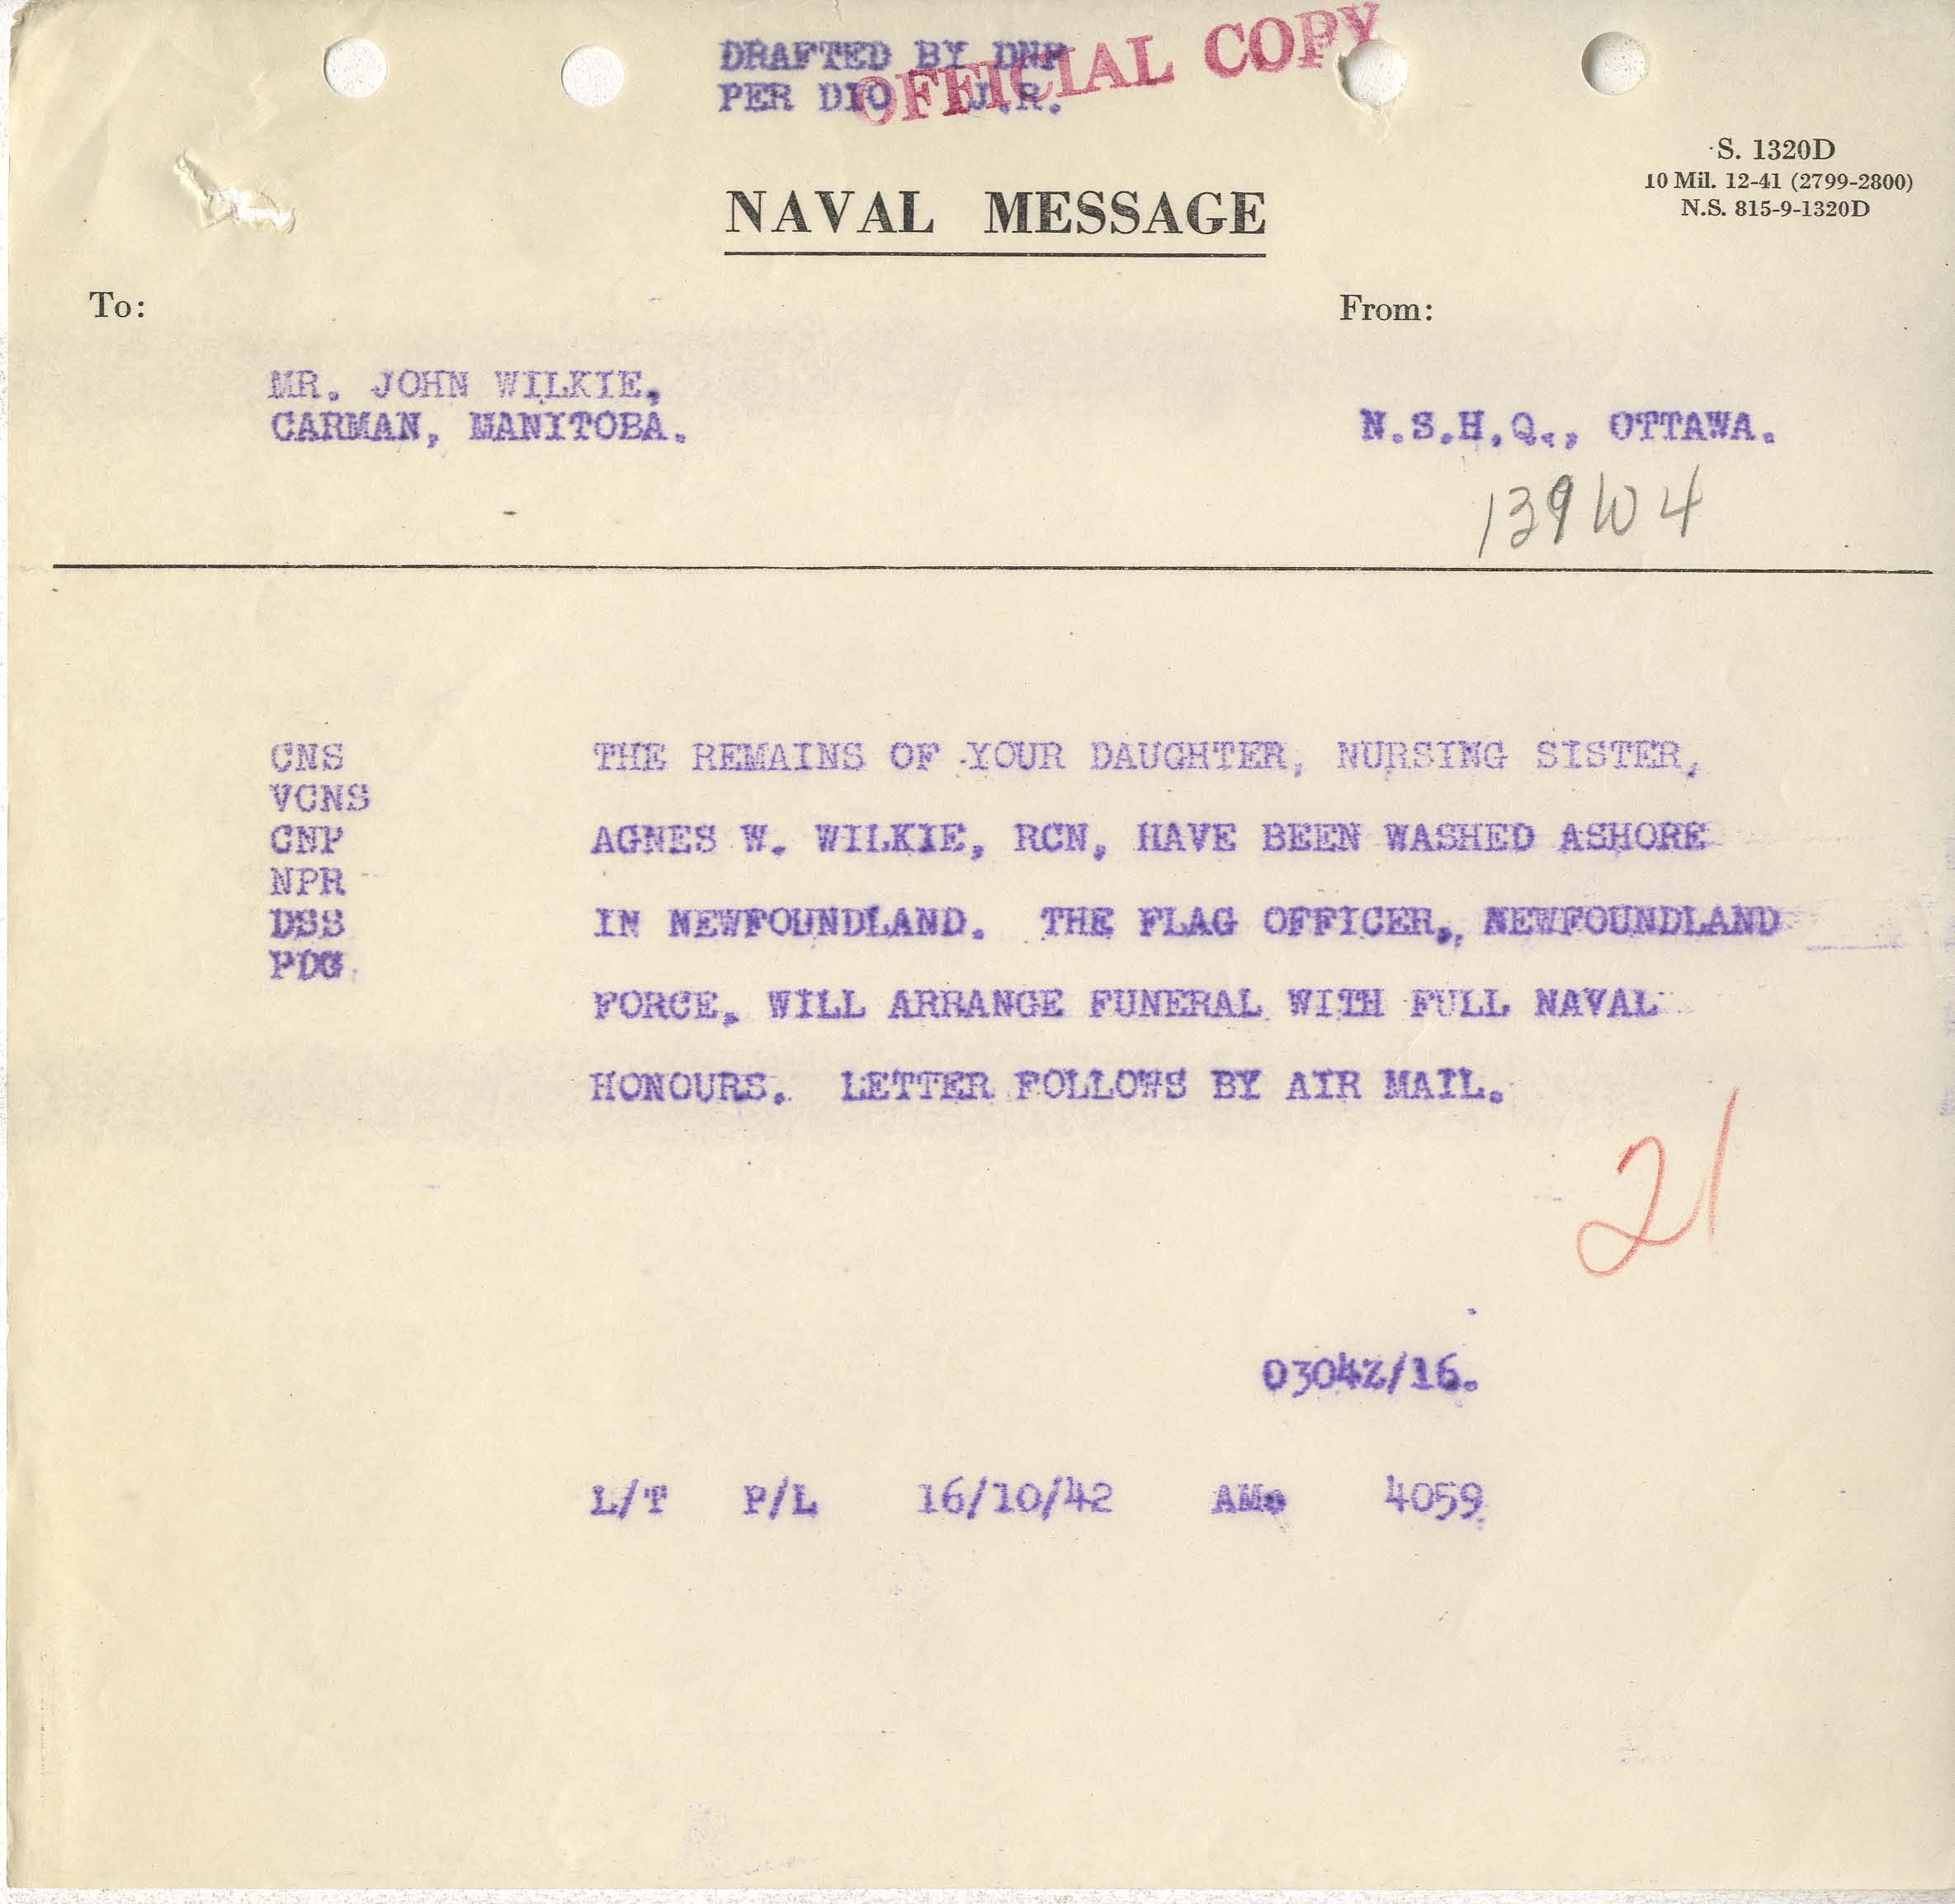 DRAFTED BY DNP
PER DIO J.R.
OFFICIAL COPY
S. 1320D
10 Mil. 12-41 (2799-2800)
N.S. 815-9-1320D
NAVAL MESSAGE
To:
From:
MR. JOHN WILKIE,
CARMAN, MANITOBA.
N.S.H.Q., OTTAWA.
139W4
CNS
VCNS
CNP
NPR
DSS
PDG.
THE REMAINS OF YOUR DAUGHTER, NURSING SISTER,
AGNES W. WILKIE, RCN, HAVE BEEN WASHED ASHORE
IN NEWFOUNDLAND. THE FLAG OFFICER, NEWFOUNDLAND
FORCE, WILL ARRANGE FUNERAL WITH FULL NAVAL
HONOURS. LETTER FOLLOWS BY AIR MAIL.
21
0304Z/16.
L/T P/L 16/10/42 AM. 4059